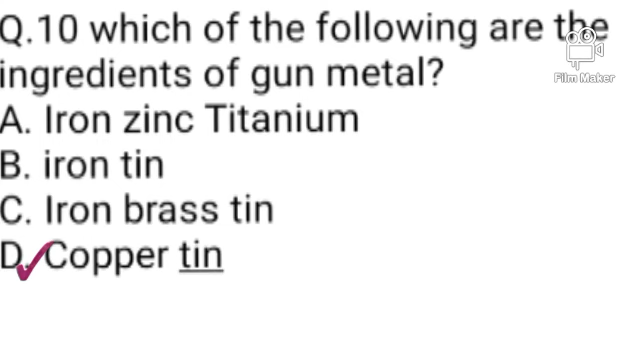 Q.10 which of the following are the
ingredients of gun metal?
Film Maker
A. Iron zinc Titanium
B. iron tin
C. Iron brass tin
D. Copper tin